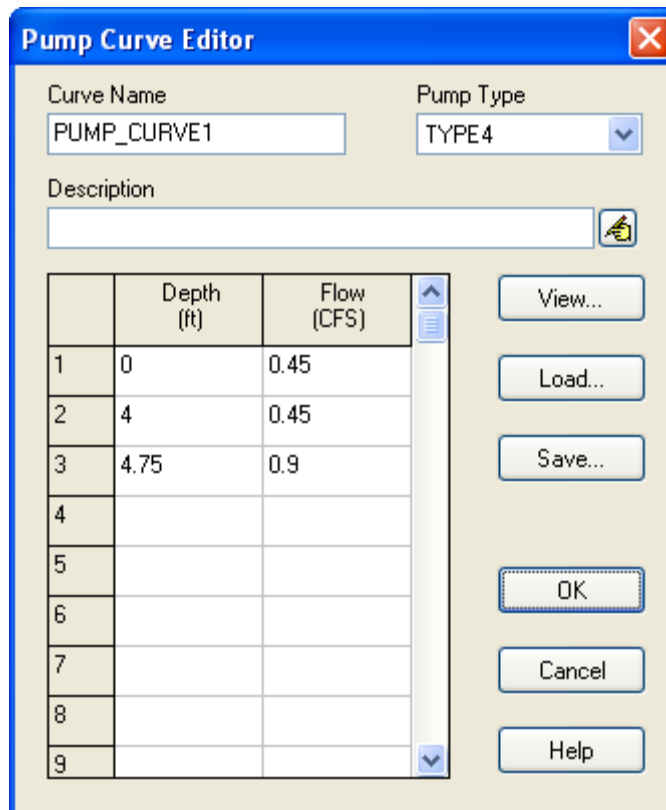 Pump Curve Editor
Curve Name Pump Type
PUMP_CURVE1 TYPE4
Description
Depth (ft) Flow (CFS) View...
1 0 0.45 Load...
2 4 0.45
3 4.75 0.9 Save...
4
5
6 OK
7 Cancel
8
9 Help